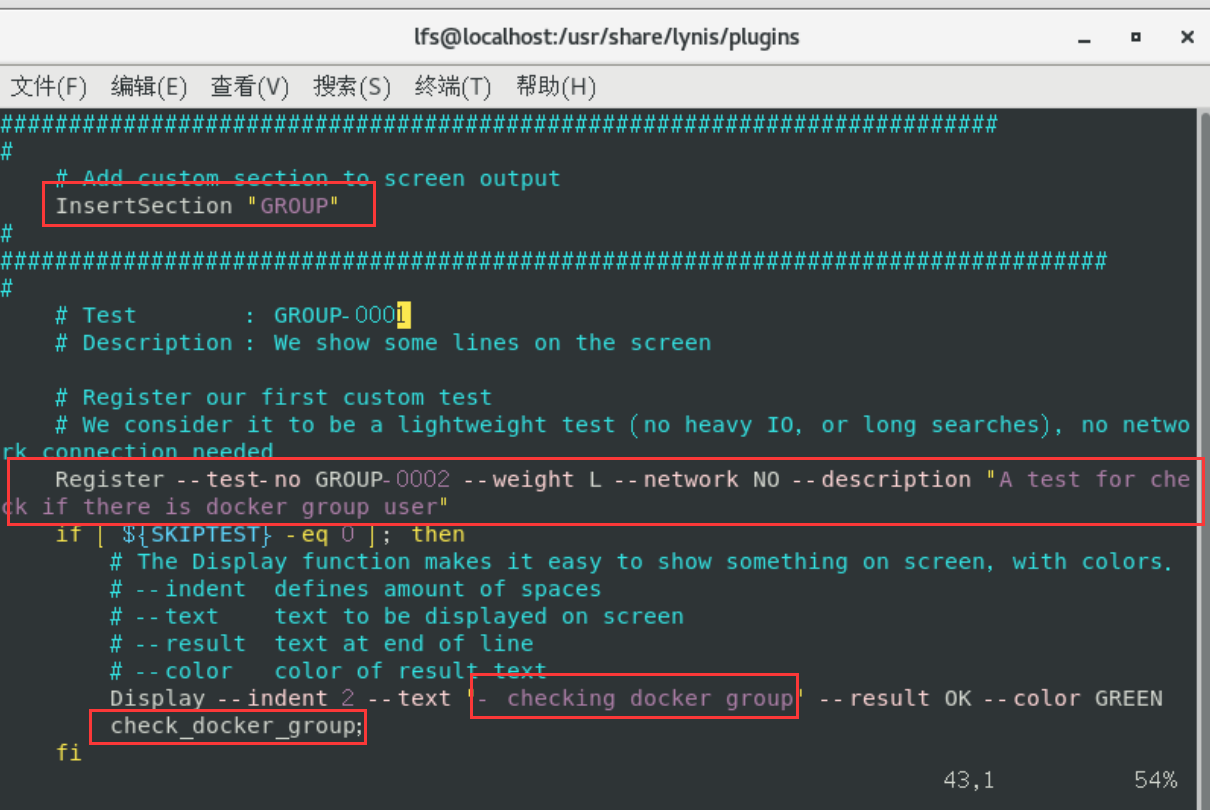 lfs@localhost:/usr/share/lynis/plugins
文件(F) 编辑(E) 查看(V) 搜索(S) 终端(T) 帮助(H)
#########################################################################
#
# Add custom section to screen output
InsertSection "GROUP"
#
#################################################################################
#
# Test        : GROUP-0001
# Description : We show some lines on the screen
# Register our first custom test
# We consider it to be a lightweight test (no heavy IO, or long searches), no netwo
rk connection needed
Register --test-no GROUP-0002 --weight L --network NO --description "A test for che
ck if there is docker group user"
if [ ${SKIPTEST} -eq 0 ]; then
# The Display function makes it easy to show something on screen, with colors.
# --indent  defines amount of spaces
# --text    text to be displayed on screen
# --result  text at end of line
# --color   color of result text
Display --indent 2 --text "- checking docker group" --result OK --color GREEN
check_docker_group;
fi
43,1 54%